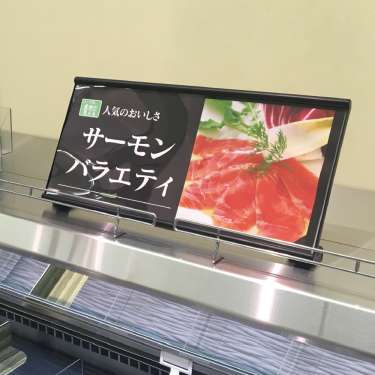 人気のおいしさ
サーモン
バラエティ